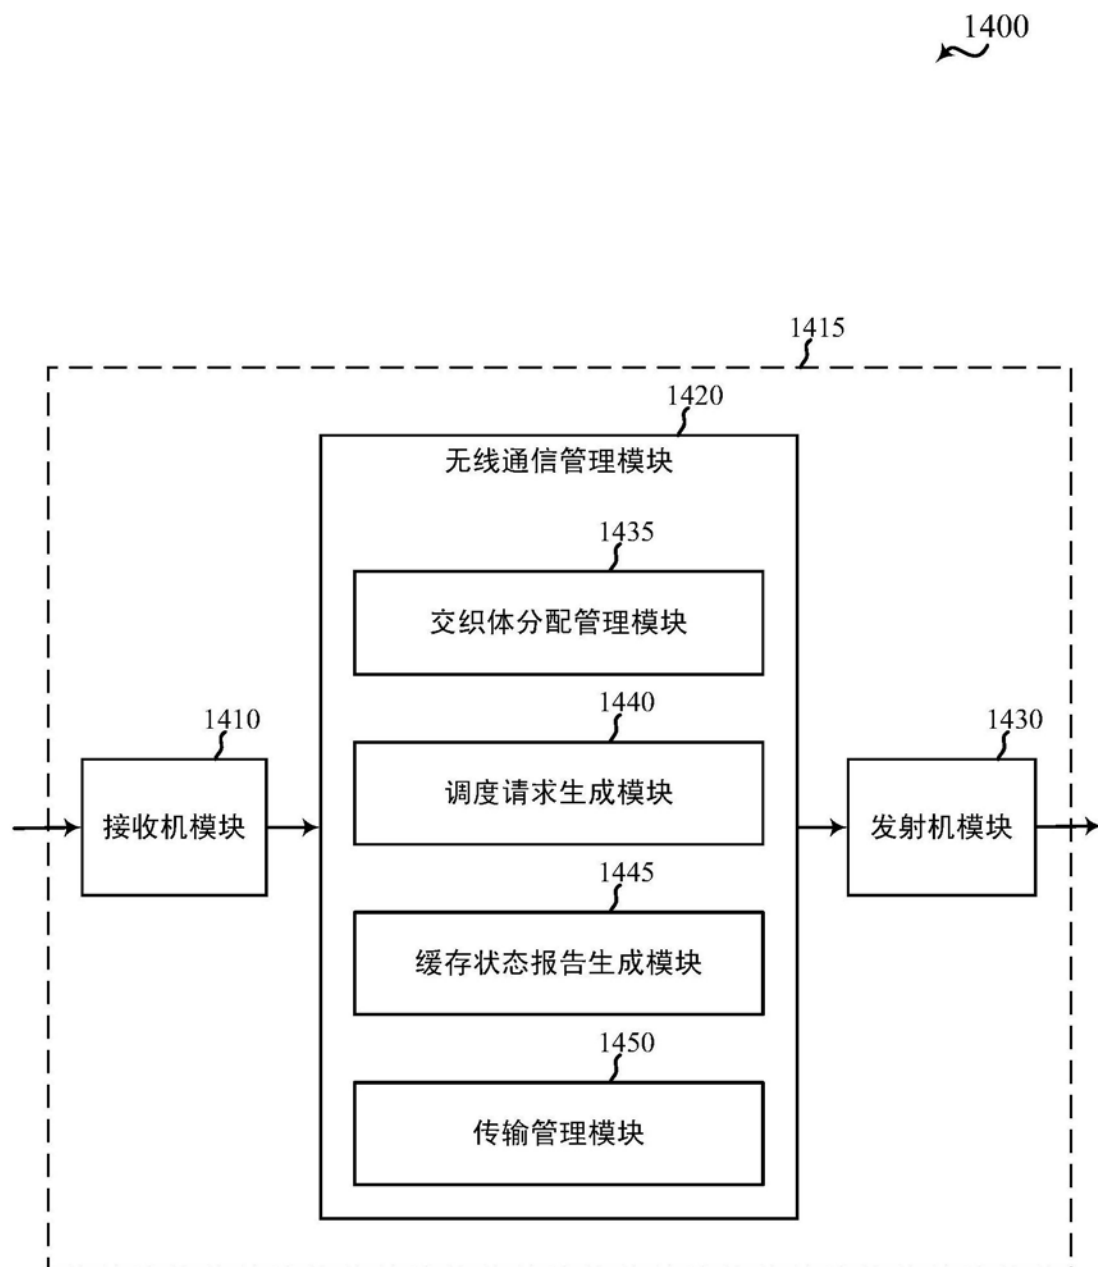 1400
1415
1420
无线通信管理模块
1435
交织体分配管理模块
1410
1440
1430
接收机模块
调度请求生成模块
发射机模块
1445
缓存状态报告生成模块
1450
传输管理模块